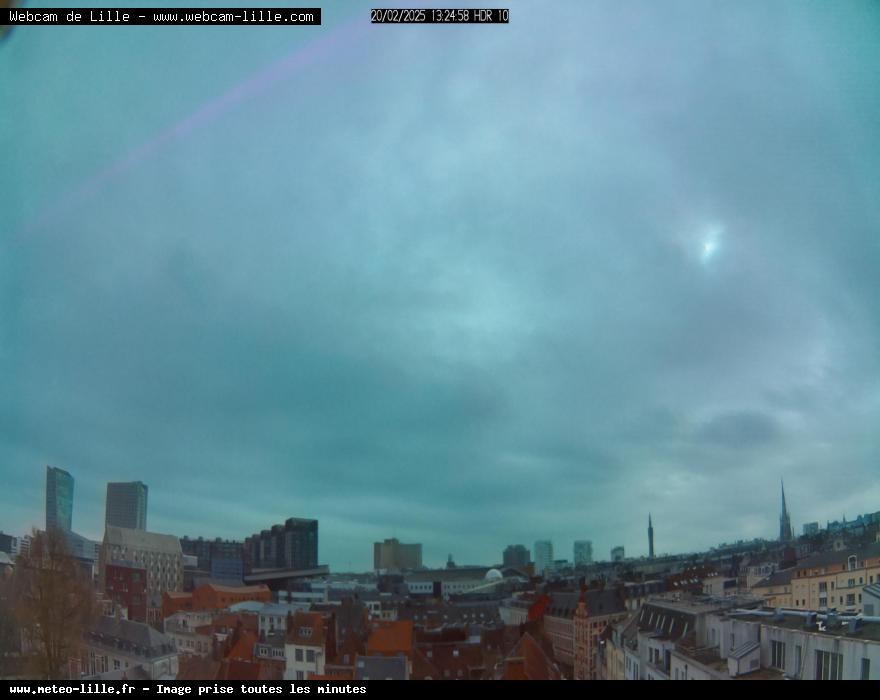 Webcam de Lille - www.webcam-lille.com
20/02/2025 13:24:58 HDR 10
www.meteo-lille.fr - Image prise toutes les minutes